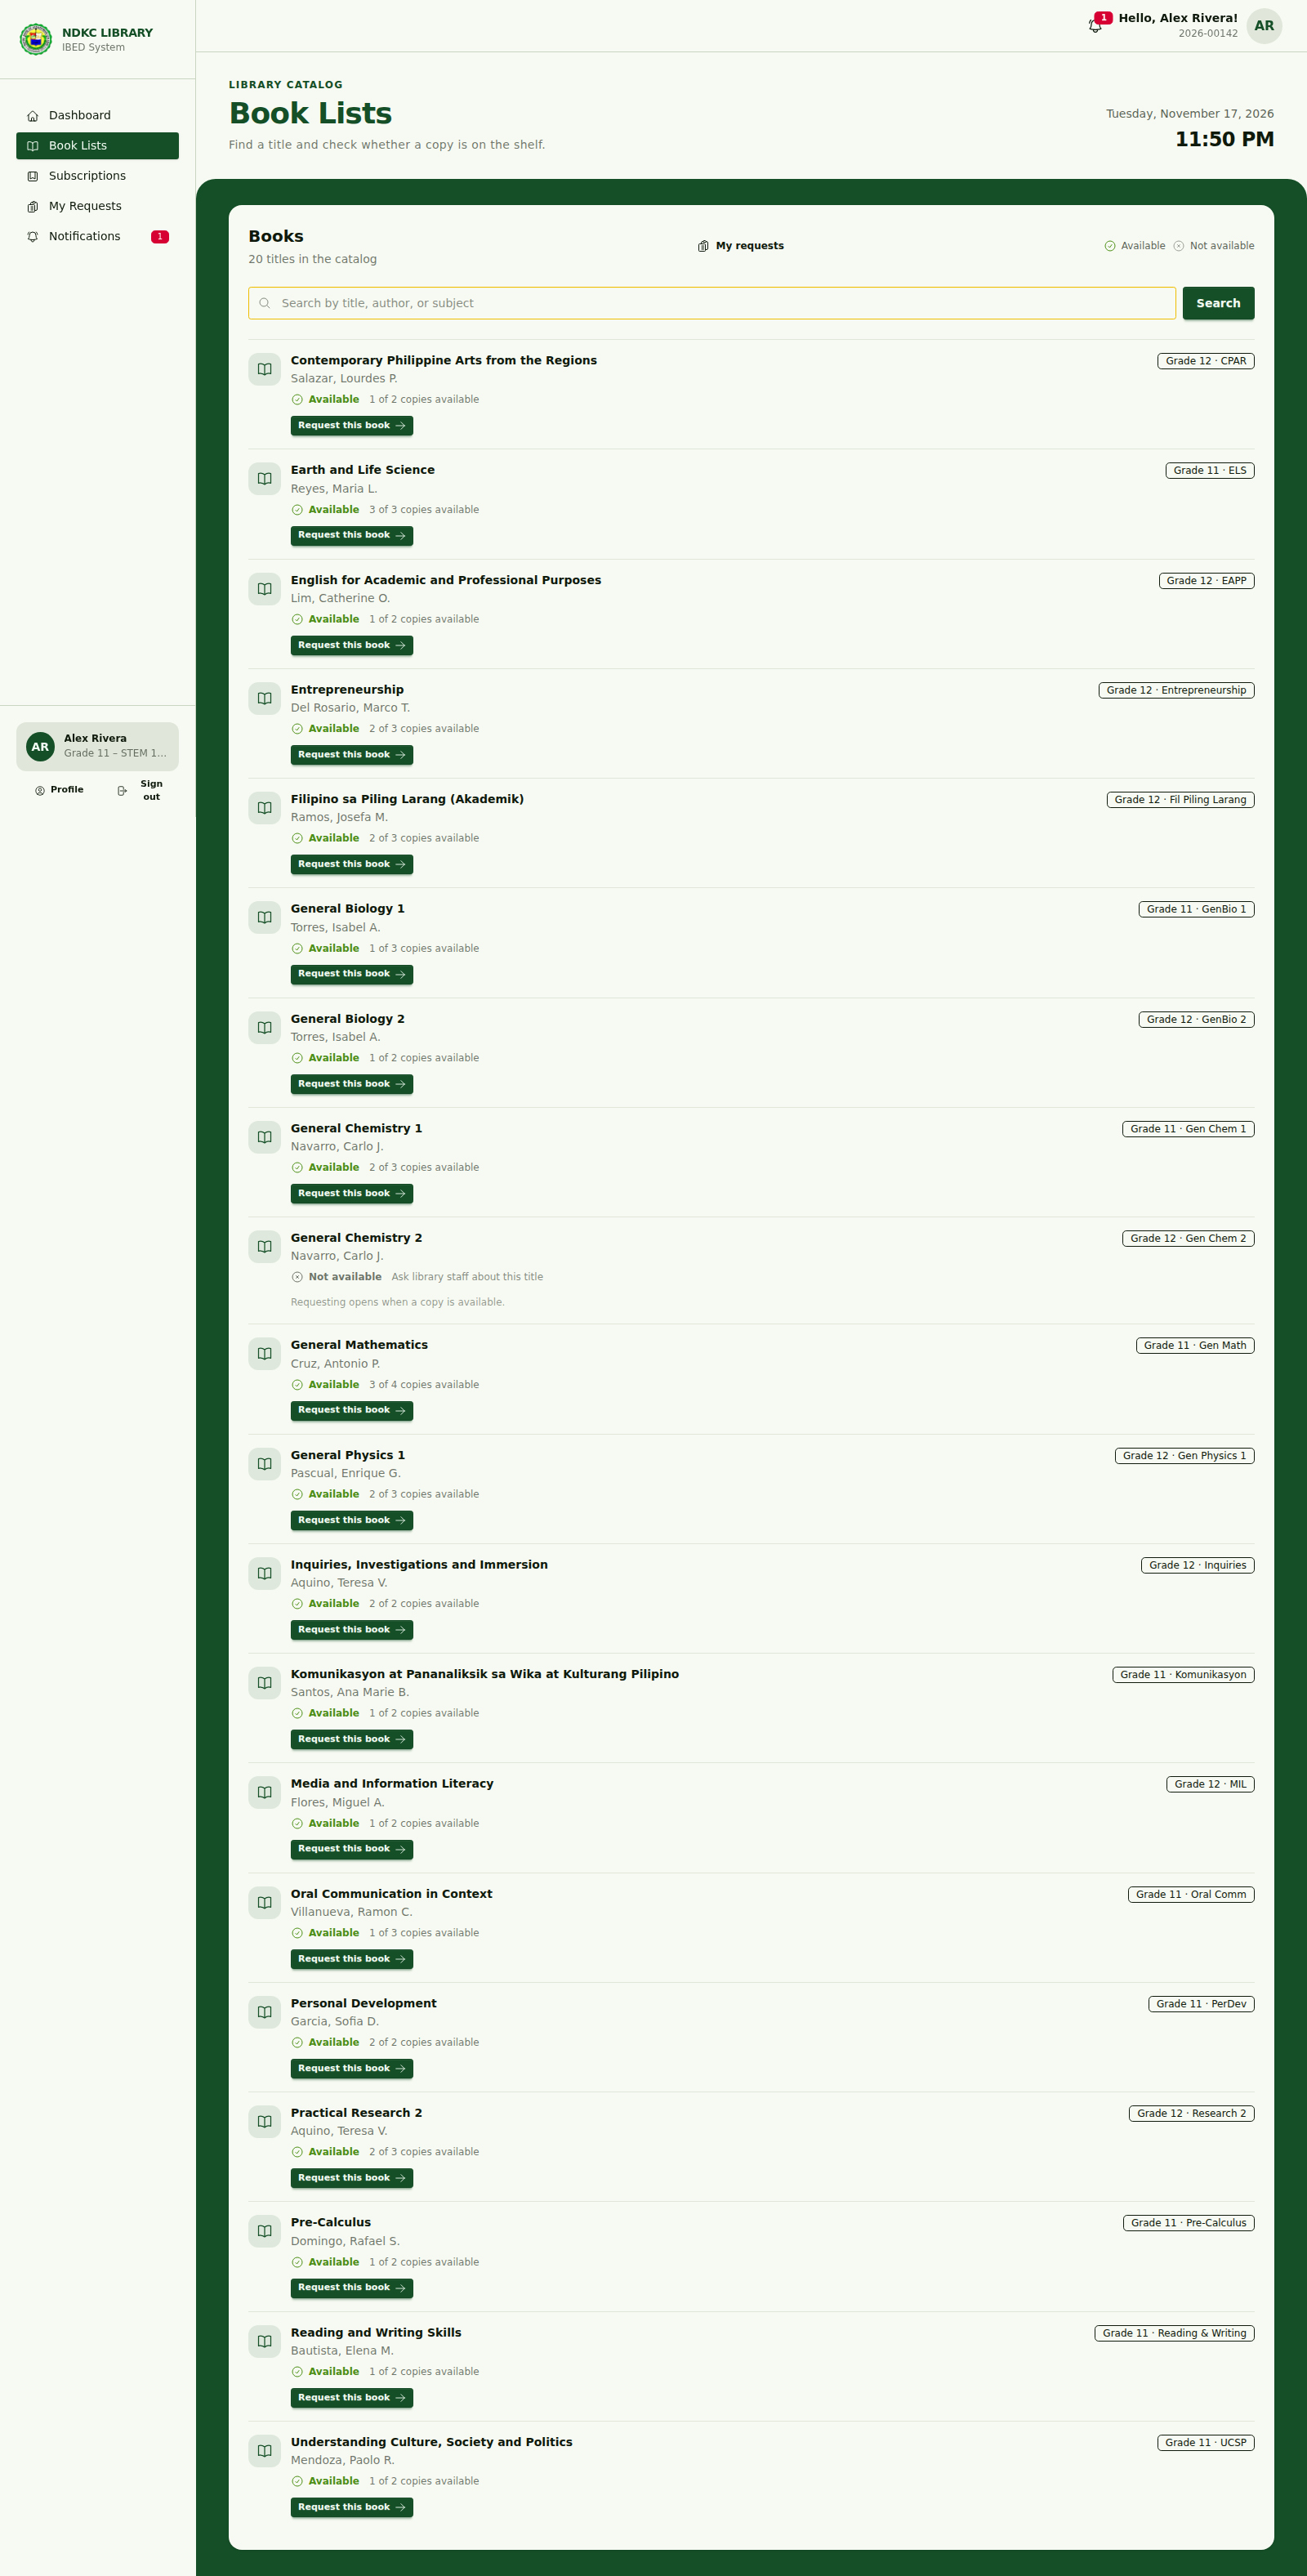 NDKC LIBRARY
IBED System
Dashboard
Book Lists
Subscriptions
My Requests
Notifications 1
Alex Rivera
Grade 11 – STEM 1...
AR
Profile
Sign out
1
Hello, Alex Rivera!
2026-00142
AR
LIBRARY CATALOG
Book Lists
Find a title and check whether a copy is on the shelf.
Tuesday, November 17, 2026
11:50 PM
Books
20 titles in the catalog
My requests
Available Not available
Search by title, author, or subject
Search
Contemporary Philippine Arts from the Regions
Grade 12 · CPAR
Salazar, Lourdes P.
Available 1 of 2 copies available
Request this book
Earth and Life Science
Grade 11 · ELS
Reyes, Maria L.
Available 3 of 3 copies available
Request this book
English for Academic and Professional Purposes
Grade 12 · EAPP
Lim, Catherine O.
Available 1 of 2 copies available
Request this book
Entrepreneurship
Grade 12 · Entrepreneurship
Del Rosario, Marco T.
Available 2 of 3 copies available
Request this book
Filipino sa Piling Larang (Akademik)
Grade 12 · Fil Piling Larang
Ramos, Josefa M.
Available 2 of 3 copies available
Request this book
General Biology 1
Grade 11 · GenBio 1
Torres, Isabel A.
Available 1 of 3 copies available
Request this book
General Biology 2
Grade 12 · GenBio 2
Torres, Isabel A.
Available 1 of 2 copies available
Request this book
General Chemistry 1
Grade 11 · Gen Chem 1
Navarro, Carlo J.
Available 2 of 3 copies available
Request this book
General Chemistry 2
Grade 12 · Gen Chem 2
Navarro, Carlo J.
Not available Ask library staff about this title
Requesting opens when a copy is available.
General Mathematics
Grade 11 · Gen Math
Cruz, Antonio P.
Available 3 of 4 copies available
Request this book
General Physics 1
Grade 12 · Gen Physics 1
Pascual, Enrique G.
Available 2 of 3 copies available
Request this book
Inquiries, Investigations and Immersion
Grade 12 · Inquiries
Aquino, Teresa V.
Available 2 of 2 copies available
Request this book
Komunikasyon at Pananaliksik sa Wika at Kulturang Pilipino
Grade 11 · Komunikasyon
Santos, Ana Marie B.
Available 1 of 2 copies available
Request this book
Media and Information Literacy
Grade 12 · MIL
Flores, Miguel A.
Available 1 of 2 copies available
Request this book
Oral Communication in Context
Grade 11 · Oral Comm
Villanueva, Ramon C.
Available 1 of 3 copies available
Request this book
Personal Development
Grade 11 · PerDev
Garcia, Sofia D.
Available 2 of 2 copies available
Request this book
Practical Research 2
Grade 12 · Research 2
Aquino, Teresa V.
Available 2 of 3 copies available
Request this book
Pre-Calculus
Grade 11 · Pre-Calculus
Domingo, Rafael S.
Available 1 of 2 copies available
Request this book
Reading and Writing Skills
Grade 11 · Reading & Writing
Bautista, Elena M.
Available 1 of 2 copies available
Request this book
Understanding Culture, Society and Politics
Grade 11 · UCSP
Mendoza, Paolo R.
Available 1 of 2 copies available
Request this book